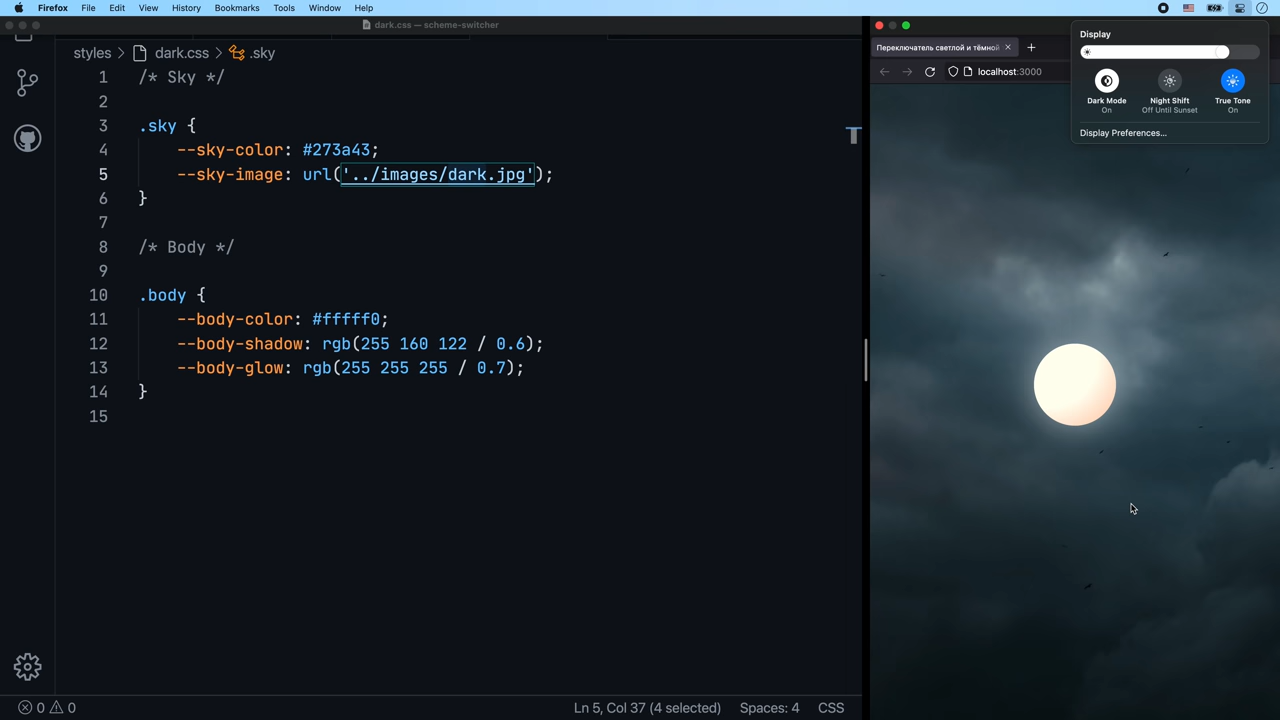 Firefox File Edit View History Bookmarks Tools Window Help
dark.css — scheme-switcher
styles dark.css .sky
1 /* Sky */
2
3 .sky {
4 --sky-color: #273a43;
5 --sky-image: url('../images/dark.jpg');
6 }
7
8 /* Body */
9
10 .body {
11 --body-color: #fffff0;
12 --body-shadow: rgb(255 160 122 / 0.6);
13 --body-glow: rgb(255 255 255 / 0.7);
14 }
15
0 0 Ln 5, Col 37 (4 selected) Spaces: 4 CSS
Переключатель светлой и тёмной
localhost:3000
Display
Dark Mode Night Shift True Tone
On Off Until Sunset On
Display Preferences...